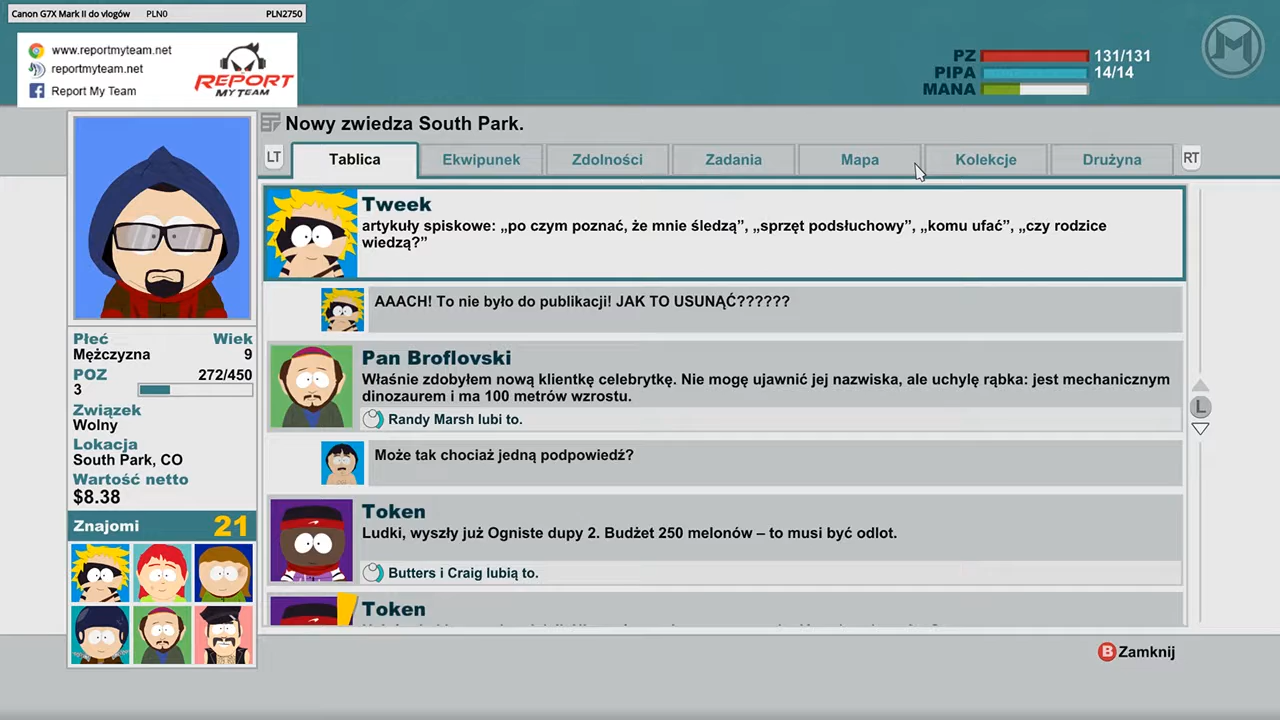 Canon G7X Mark II do vlogów PLN0 PLN2750
www.reportmyteam.net
reportmyteam.net
Report My Team
REPORT
MY TEAM
PZ 131/131
PIPA 14/14
MANA
Nowy zwiedza South Park.
LT Tablica Ekwipunek Zdolności Zadania Mapa Kolekcje Drużyna RT
Płeć Wiek
Mężczyzna 9
POZ 272/450
3
Związek
Wolny
Lokacja
South Park, CO
Wartość netto
$8.38
Znajomi 21
Tweek
artykuły spiskowe: „po czym poznać, że mnie śledzą”, „sprzęt podsłuchowy”, „komu ufać”, „czy rodzice
wiedzą?”
AAACH! To nie było do publikacji! JAK TO USUNĄĆ??????
Pan Broflovski
Właśnie zdobyłem nową klientkę celebrytkę. Nie mogę ujawnić jej nazwiska, ale uchylę rąbka: jest mechanicznym
dinozaurem i ma 100 metrów wzrostu.
Randy Marsh lubi to.
Może tak chociaż jedną podpowiedź?
Token
Ludki, wyszły już Ogniste dupy 2. Budżet 250 melonów – to musi być odlot.
Butters i Craig lubią to.
Token
L
B Zamknij